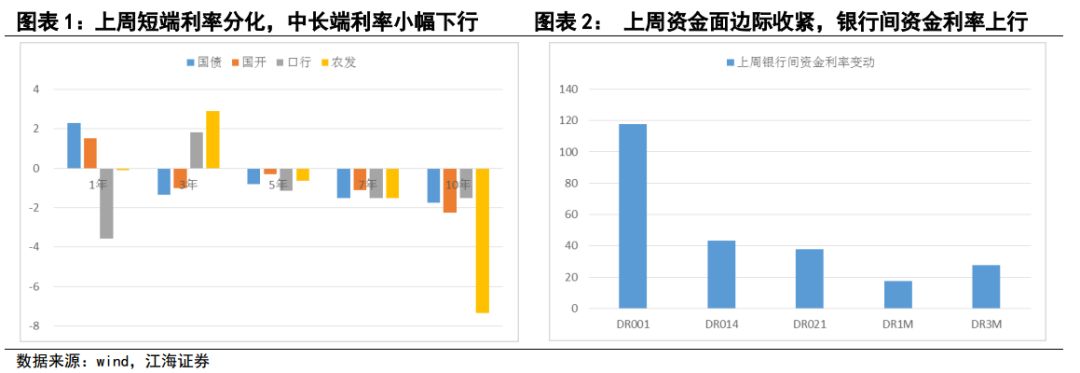 图表 1：上周短端利率分化，中长端利率小幅下行
国债 国开 口行 农发
4
2
0
-2
-4
-6
-8
1年 3年 5年 7年 10年
图表 2： 上周资金面边际收紧，银行间资金利率上行
上周银行间资金利率变动
140
120
100
80
60
40
20
0
DR001 DR014 DR021 DR1M DR3M
数据来源：wind，江海证券